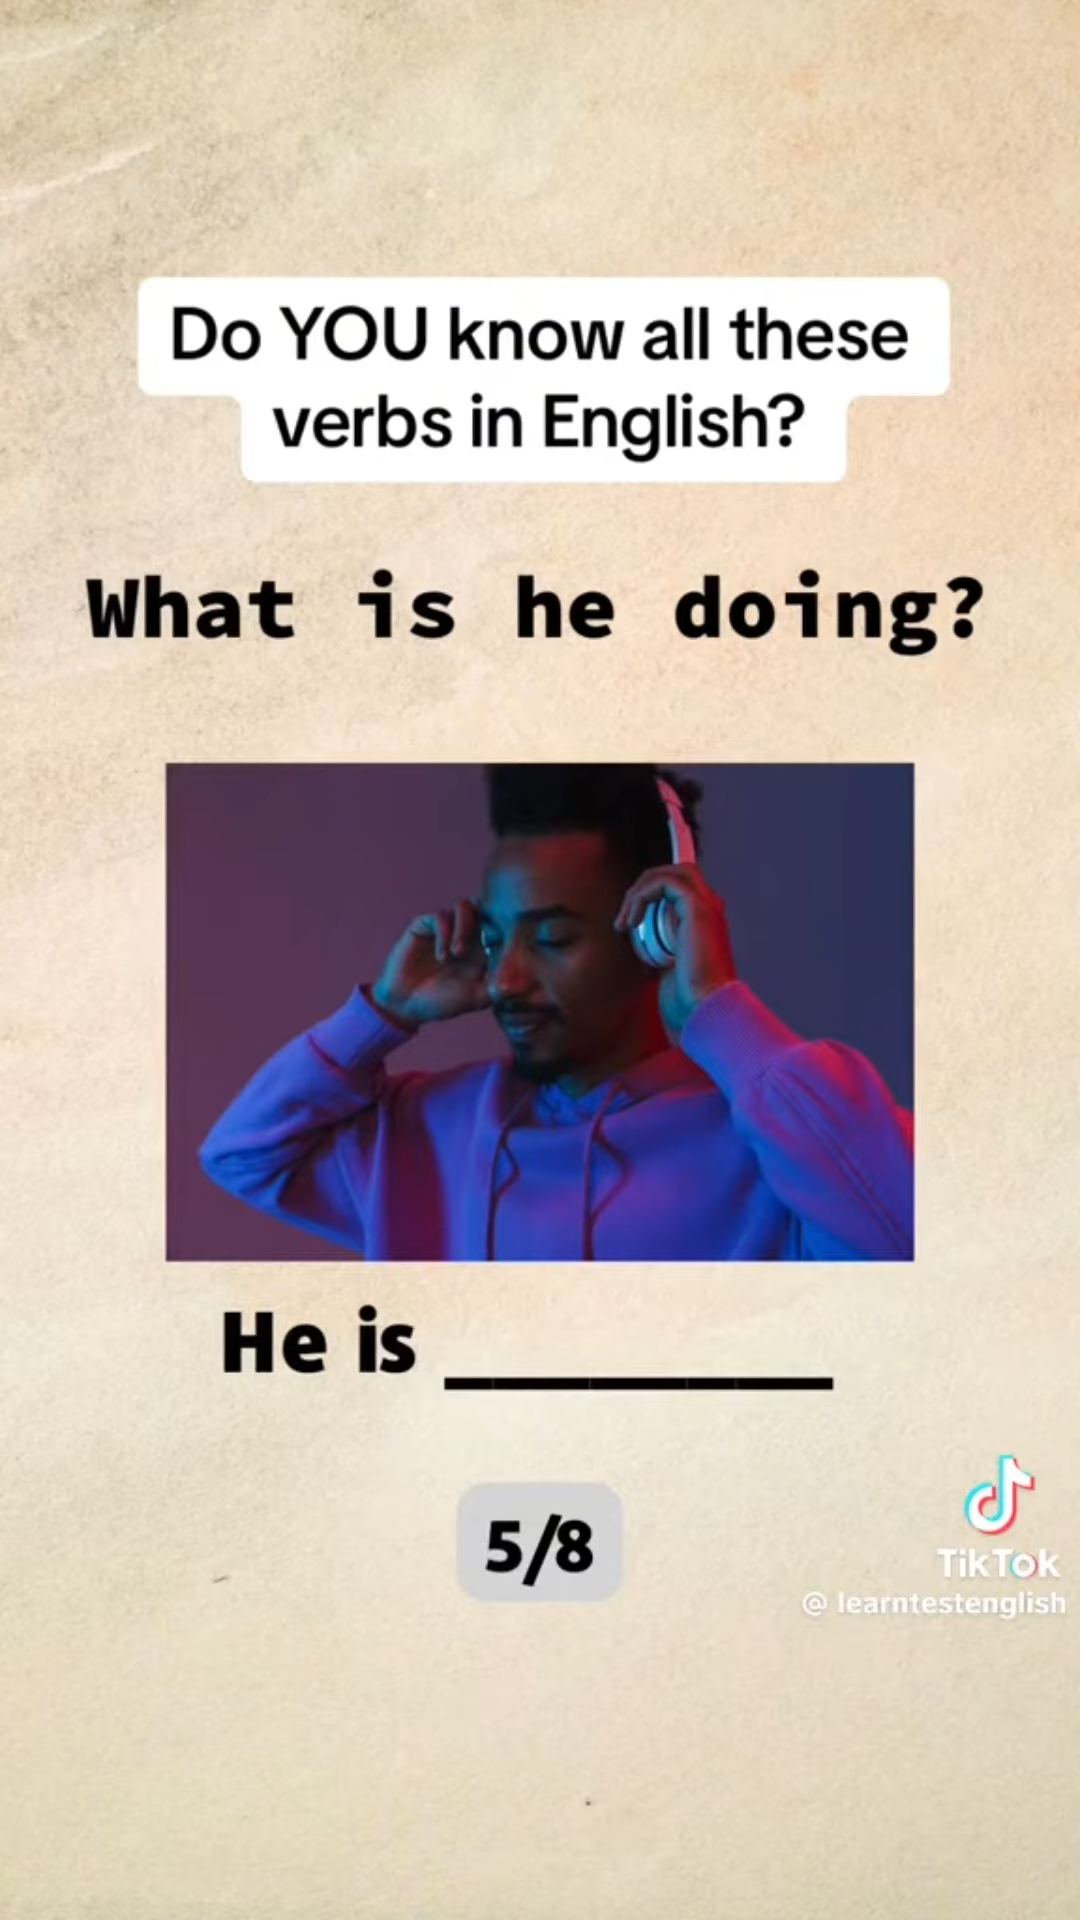 Do YOU know all these
verbs in English?
What is he doing?
He is ________
5/8
TikTok
@ learntestenglish